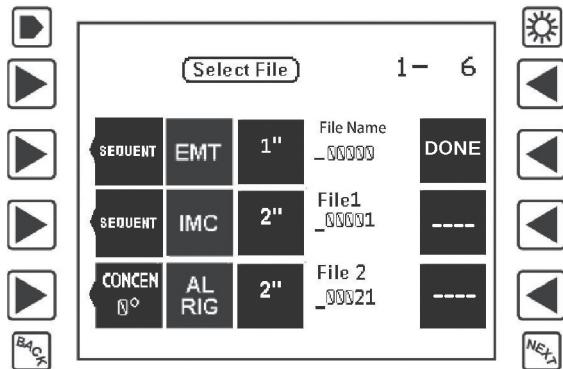 Select File 1- 6
SEQUENT EMT 1" File Name DONE
_00000
SEQUENT IMC 2" File1 ----
_00001
CONCEN 0° AL RIG 2" File 2 ----
_00021
BACK NEXT